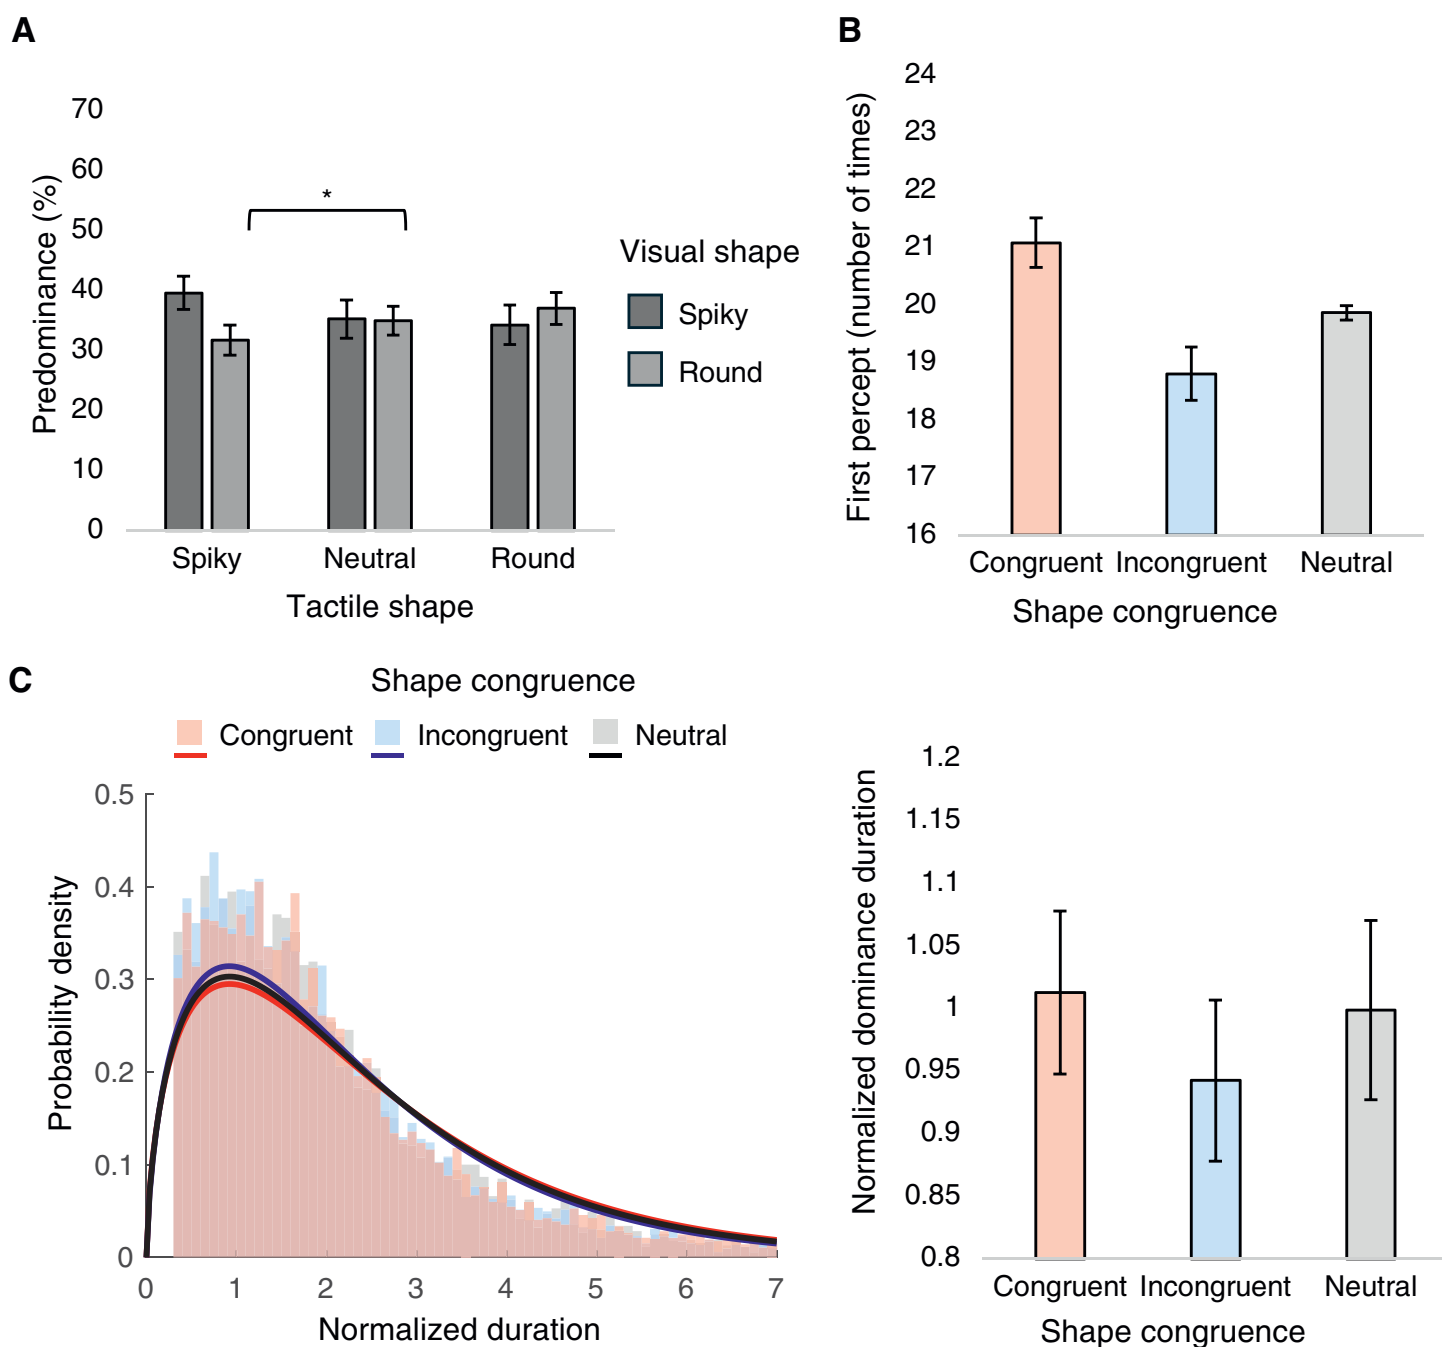 A
70
60
50
40
30
20
10
0
Predominance (%)
*
Spiky Neutral Round
Tactile shape
Visual shape
Spiky
Round
B
24
23
22
21
20
19
18
17
16
First percept (number of times)
Congruent Incongruent Neutral
Shape congruence
C
Shape congruence
Congruent Incongruent Neutral
0.5
0.4
0.3
0.2
0.1
0
Probability density
0 1 2 3 4 5 6 7
Normalized duration
1.2
1.15
1.1
1.05
1
0.95
0.9
0.85
0.8
Normalized dominance duration
Congruent Incongruent Neutral
Shape congruence